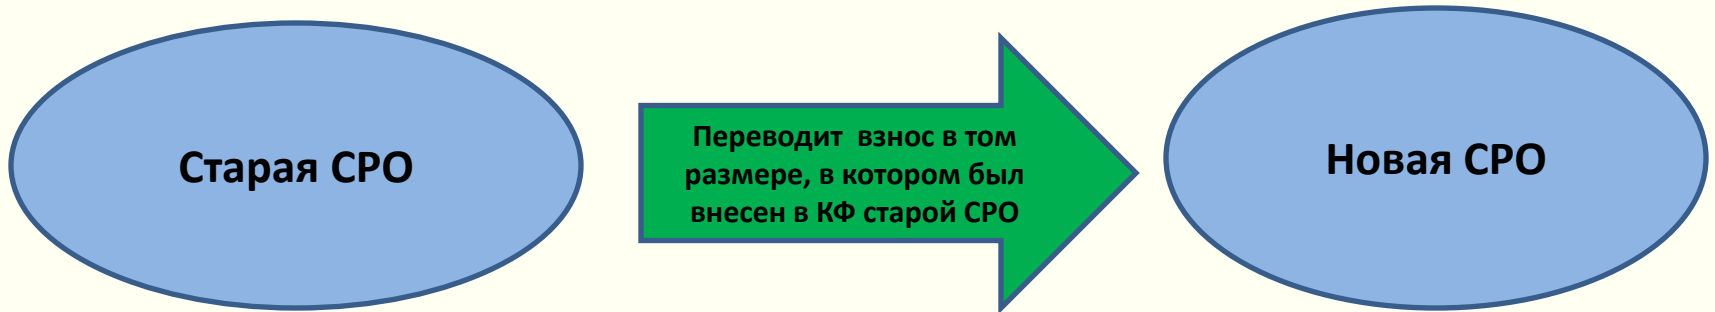 Старая СРО
Переводит взнос в том
размере, в котором был
внесен в КФ старой СРО
Новая СРО